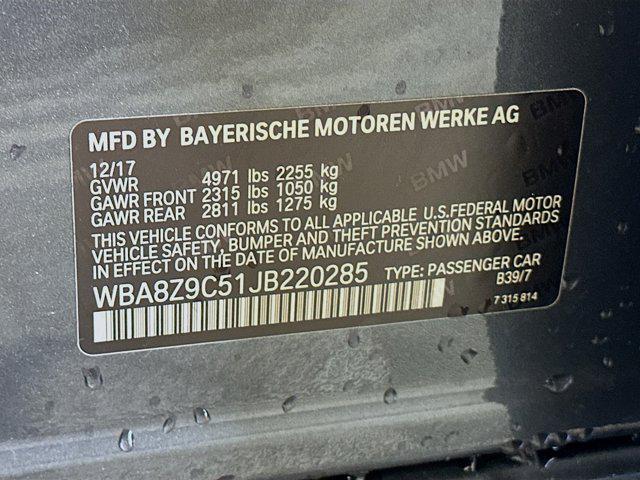 MFD BY BAYERISCHE MOTOREN WERKE AG
12/17
GVWR 4971 lbs 2255 kg
GAWR FRONT 2315 lbs 1050 kg
GAWR REAR 2811 lbs 1275 kg
THIS VEHICLE CONFORMS TO ALL APPLICABLE U.S.FEDERAL MOTOR
VEHICLE SAFETY, BUMPER AND THEFT PREVENTION STANDARDS
IN EFFECT ON THE DATE OF MANUFACTURE SHOWN ABOVE.
WBA8Z9C51JB220285 TYPE: PASSENGER CAR
B39/7
7 315 814
BMW
BMW
BMW